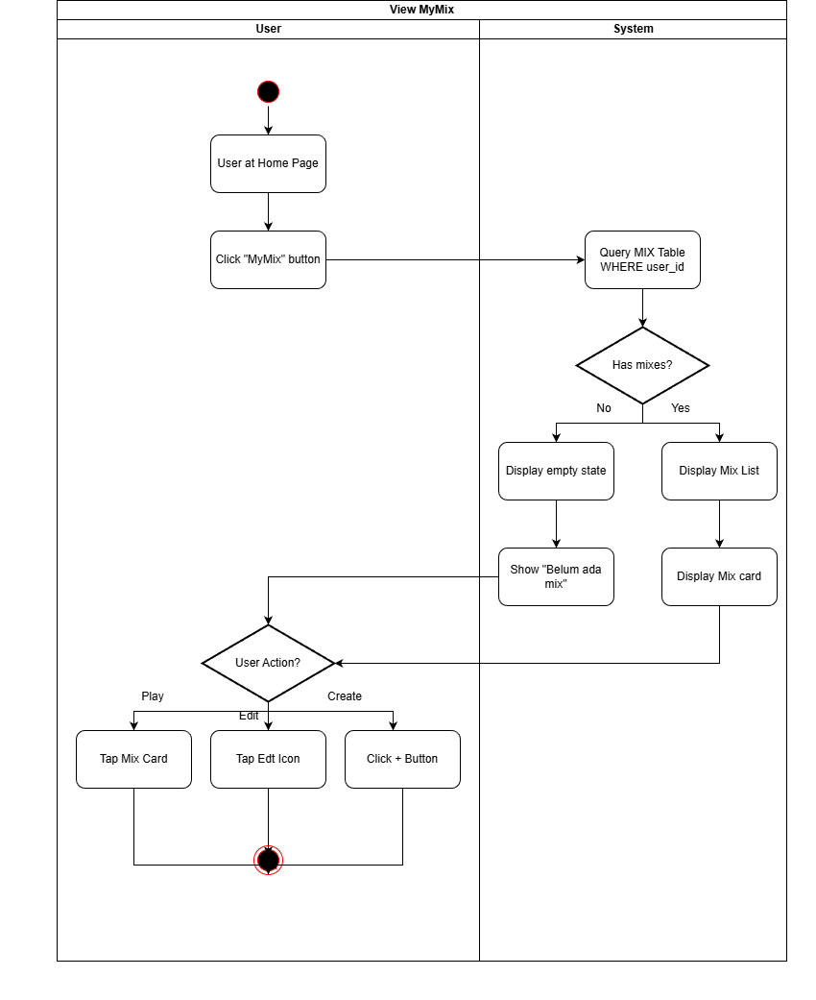 View MyMix
User
System
User at Home Page
Click "MyMix" button
Query MIX Table
WHERE user_id
Has mixes?
No
Yes
Display empty state
Display Mix List
Show "Belum ada
mix"
Display Mix card
User Action?
Play
Create
Edit
Tap Mix Card
Tap Edt Icon
Click + Button